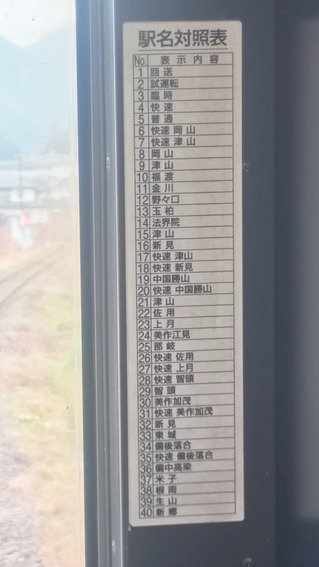 駅名対照表
No. 表示内容
1 回送
2 試運転
3 臨時
4 快速
5 普通
6 快速 岡山
7 快速 津山
8 岡山
9 津山
10 福渡
11 金川
12 野々口
13 玉柏
14 法界院
15 津山
16 新見
17 快速 津山
18 快速 新見
19 中国勝山
20 快速 中国勝山
21 津山
22 佐用
23 上月
24 美作江見
25 那岐
26 快速 佐用
27 快速 上月
28 快速 智頭
29 智頭
30 美作加茂
31 快速 美作加茂
32 新見
33 東城
34 備後落合
35 快速 備後落合
36 備中高梁
37 米子
38 根雨
39 生山
40 新郷